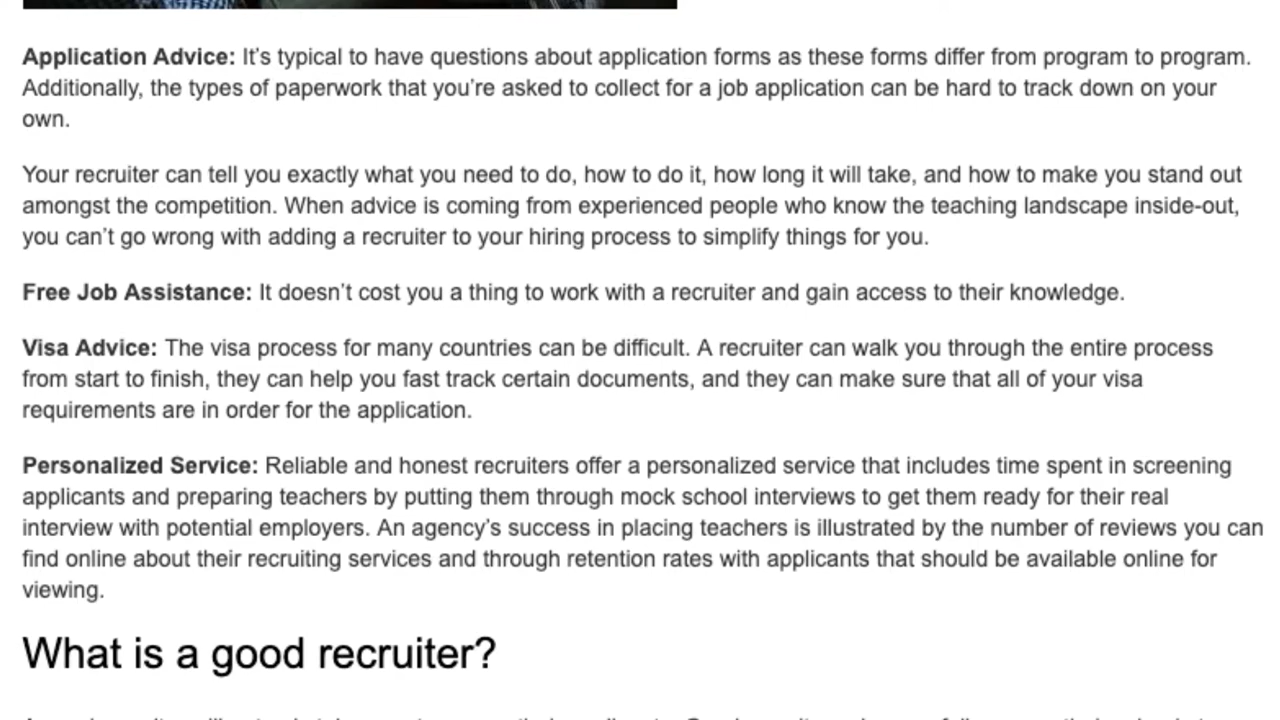 Application Advice: It’s typical to have questions about application forms as these forms differ from program to program.
Additionally, the types of paperwork that you’re asked to collect for a job application can be hard to track down on your
own.
Your recruiter can tell you exactly what you need to do, how to do it, how long it will take, and how to make you stand out
amongst the competition. When advice is coming from experienced people who know the teaching landscape inside-out,
you can’t go wrong with adding a recruiter to your hiring process to simplify things for you.
Free Job Assistance: It doesn’t cost you a thing to work with a recruiter and gain access to their knowledge.
Visa Advice: The visa process for many countries can be difficult. A recruiter can walk you through the entire process
from start to finish, they can help you fast track certain documents, and they can make sure that all of your visa
requirements are in order for the application.
Personalized Service: Reliable and honest recruiters offer a personalized service that includes time spent in screening
applicants and preparing teachers by putting them through mock school interviews to get them ready for their real
interview with potential employers. An agency’s success in placing teachers is illustrated by the number of reviews you can
find online about their recruiting services and through retention rates with applicants that should be available online for
viewing.
What is a good recruiter?